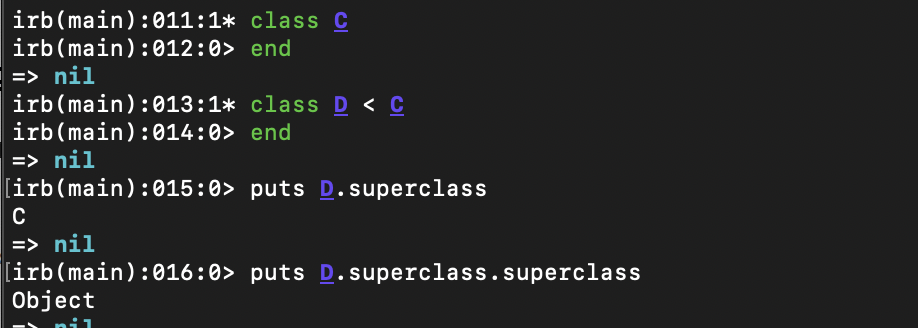 irb(main):011:1* class C
irb(main):012:0> end
=> nil
irb(main):013:1* class D < C
irb(main):014:0> end
=> nil
irb(main):015:0> puts D.superclass
C
=> nil
irb(main):016:0> puts D.superclass.superclass
Object
=> nil